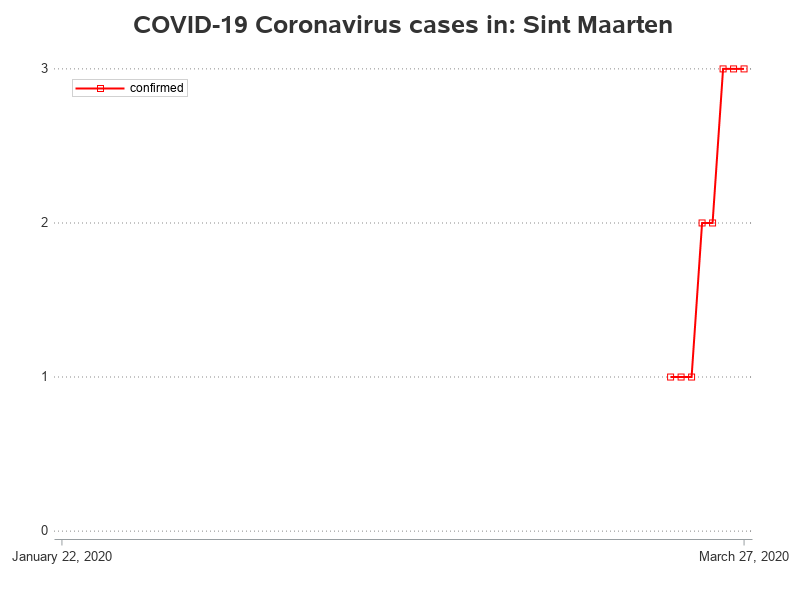 COVID-19 Coronavirus cases in: Sint Maarten
3
confirmed
2
1
0
January 22, 2020
March 27, 2020